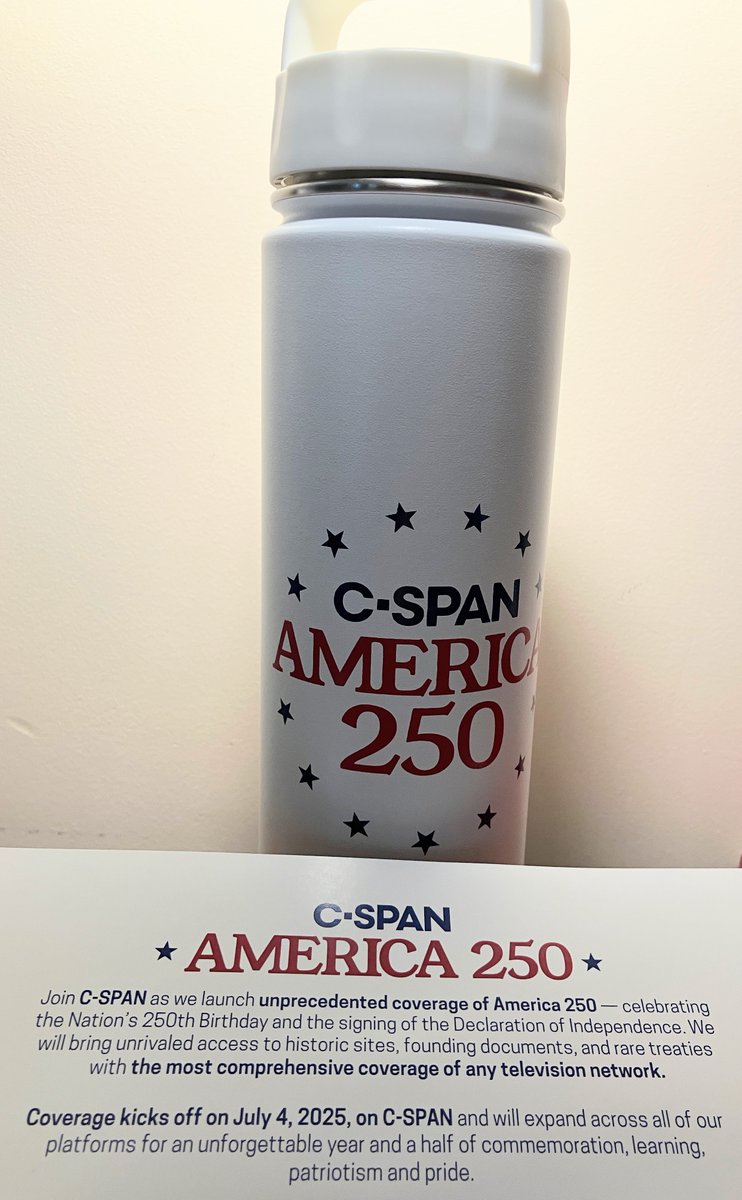 C-SPAN
AMERICA
250
C-SPAN
AMERICA 250
Join C-SPAN as we launch unprecedented coverage of America 250 — celebrating
the Nation's 250th Birthday and the signing of the Declaration of Independence. We
will bring unrivaled access to historic sites, founding documents, and rare treaties
with the most comprehensive coverage of any television network.
Coverage kicks off on July 4, 2025, on C-SPAN and will expand across all of our
platforms for an unforgettable year and a half of commemoration, learning,
patriotism and pride.